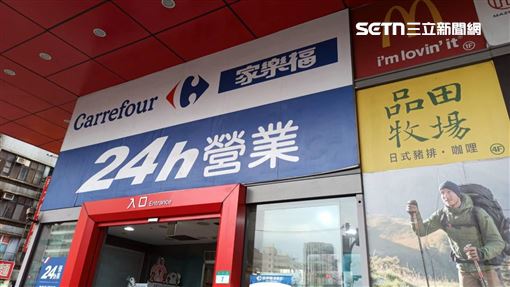 SETN三立新聞網
Carrefour 家樂福
24h營業
入口 Entrance
i'm lovin' it 1F
品田
牧場
日式豬排・咖哩 4F